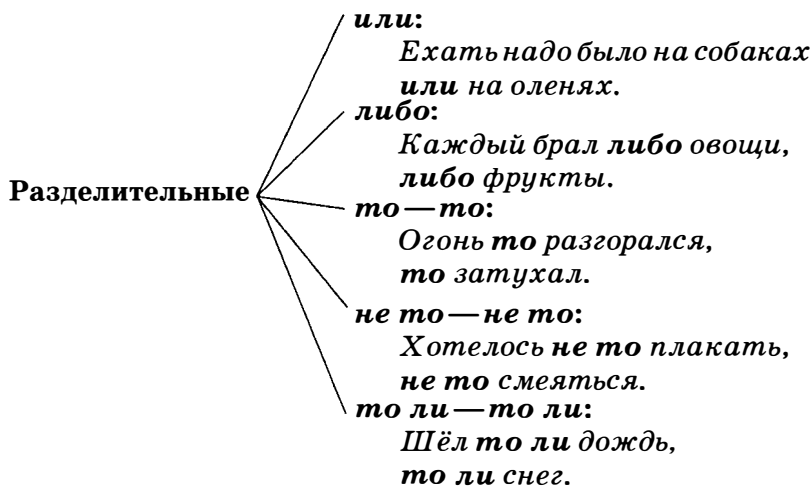 или:
Ехать надо было на собаках
или на оленях.
либо:
Каждый брал либо овощи,
либо фрукты.
Разделительные
то — то:
Огонь то разгорался,
то затухал.
не то — не то:
Хотелось не то плакать,
не то смеяться.
то ли — то ли:
Шёл то ли дождь,
то ли снег.